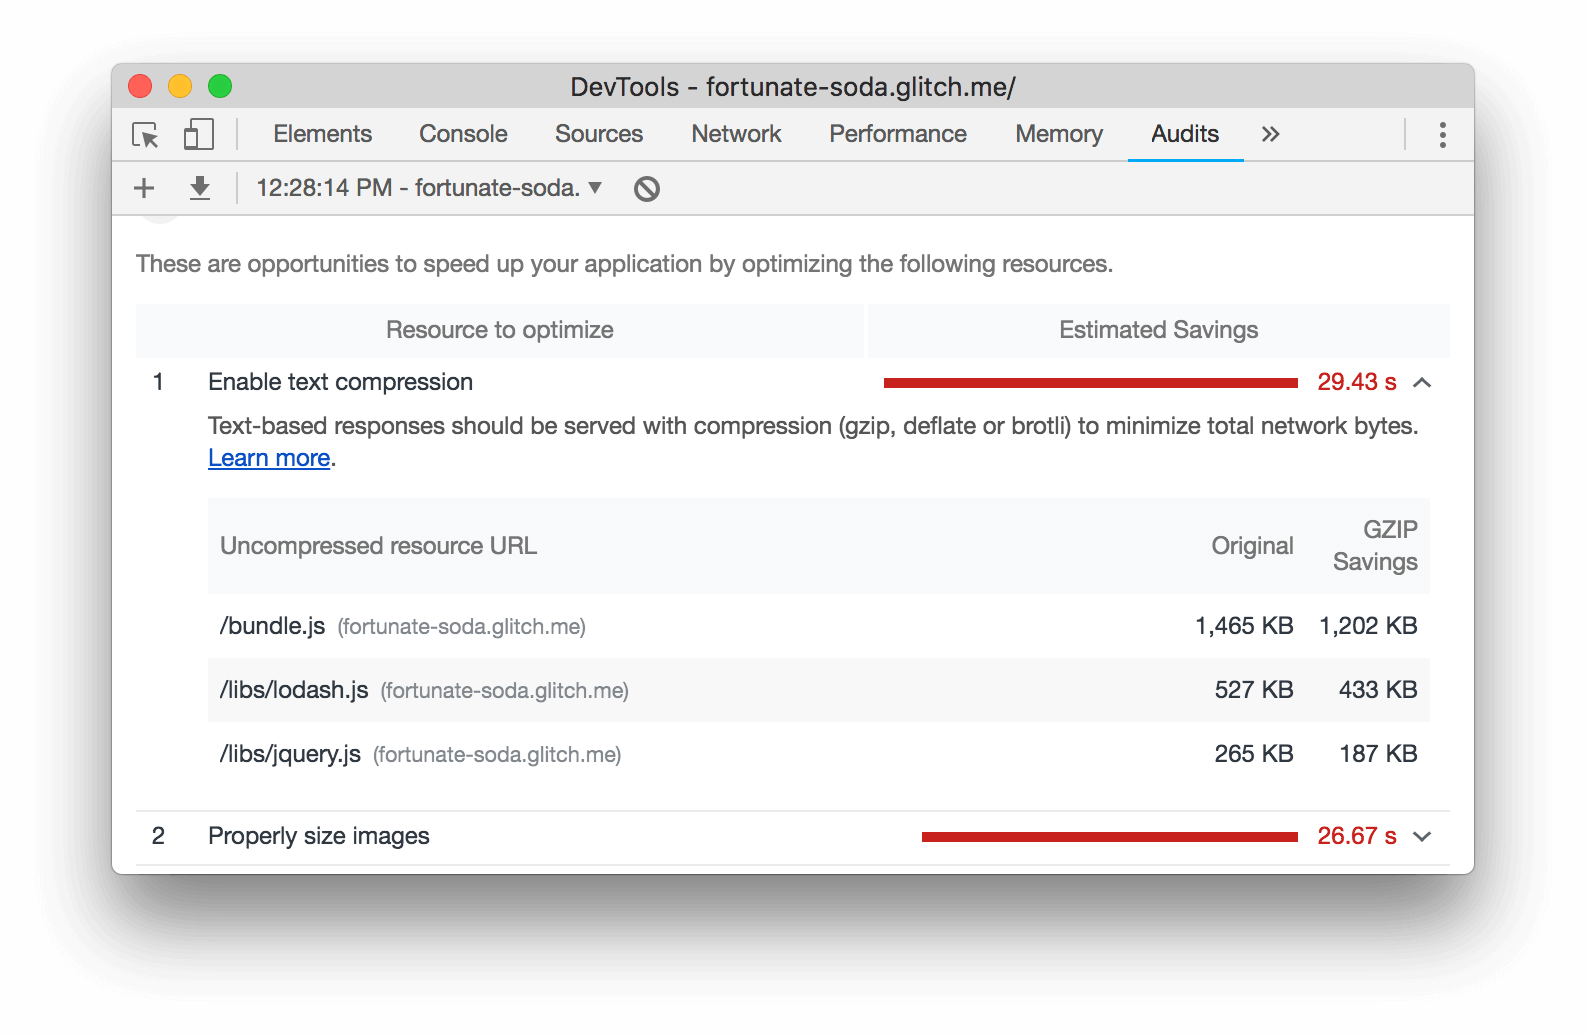 DevTools - fortunate-soda.glitch.me/
Elements Console Sources Network Performance Memory Audits »
12:28:14 PM - fortunate-soda. ▼
These are opportunities to speed up your application by optimizing the following resources.
Resource to optimize Estimated Savings
1 Enable text compression 29.43 s
Text-based responses should be served with compression (gzip, deflate or brotli) to minimize total network bytes.
Learn more.
Uncompressed resource URL Original GZIP Savings
/bundle.js (fortunate-soda.glitch.me) 1,465 KB 1,202 KB
/libs/lodash.js (fortunate-soda.glitch.me) 527 KB 433 KB
/libs/jquery.js (fortunate-soda.glitch.me) 265 KB 187 KB
2 Properly size images 26.67 s